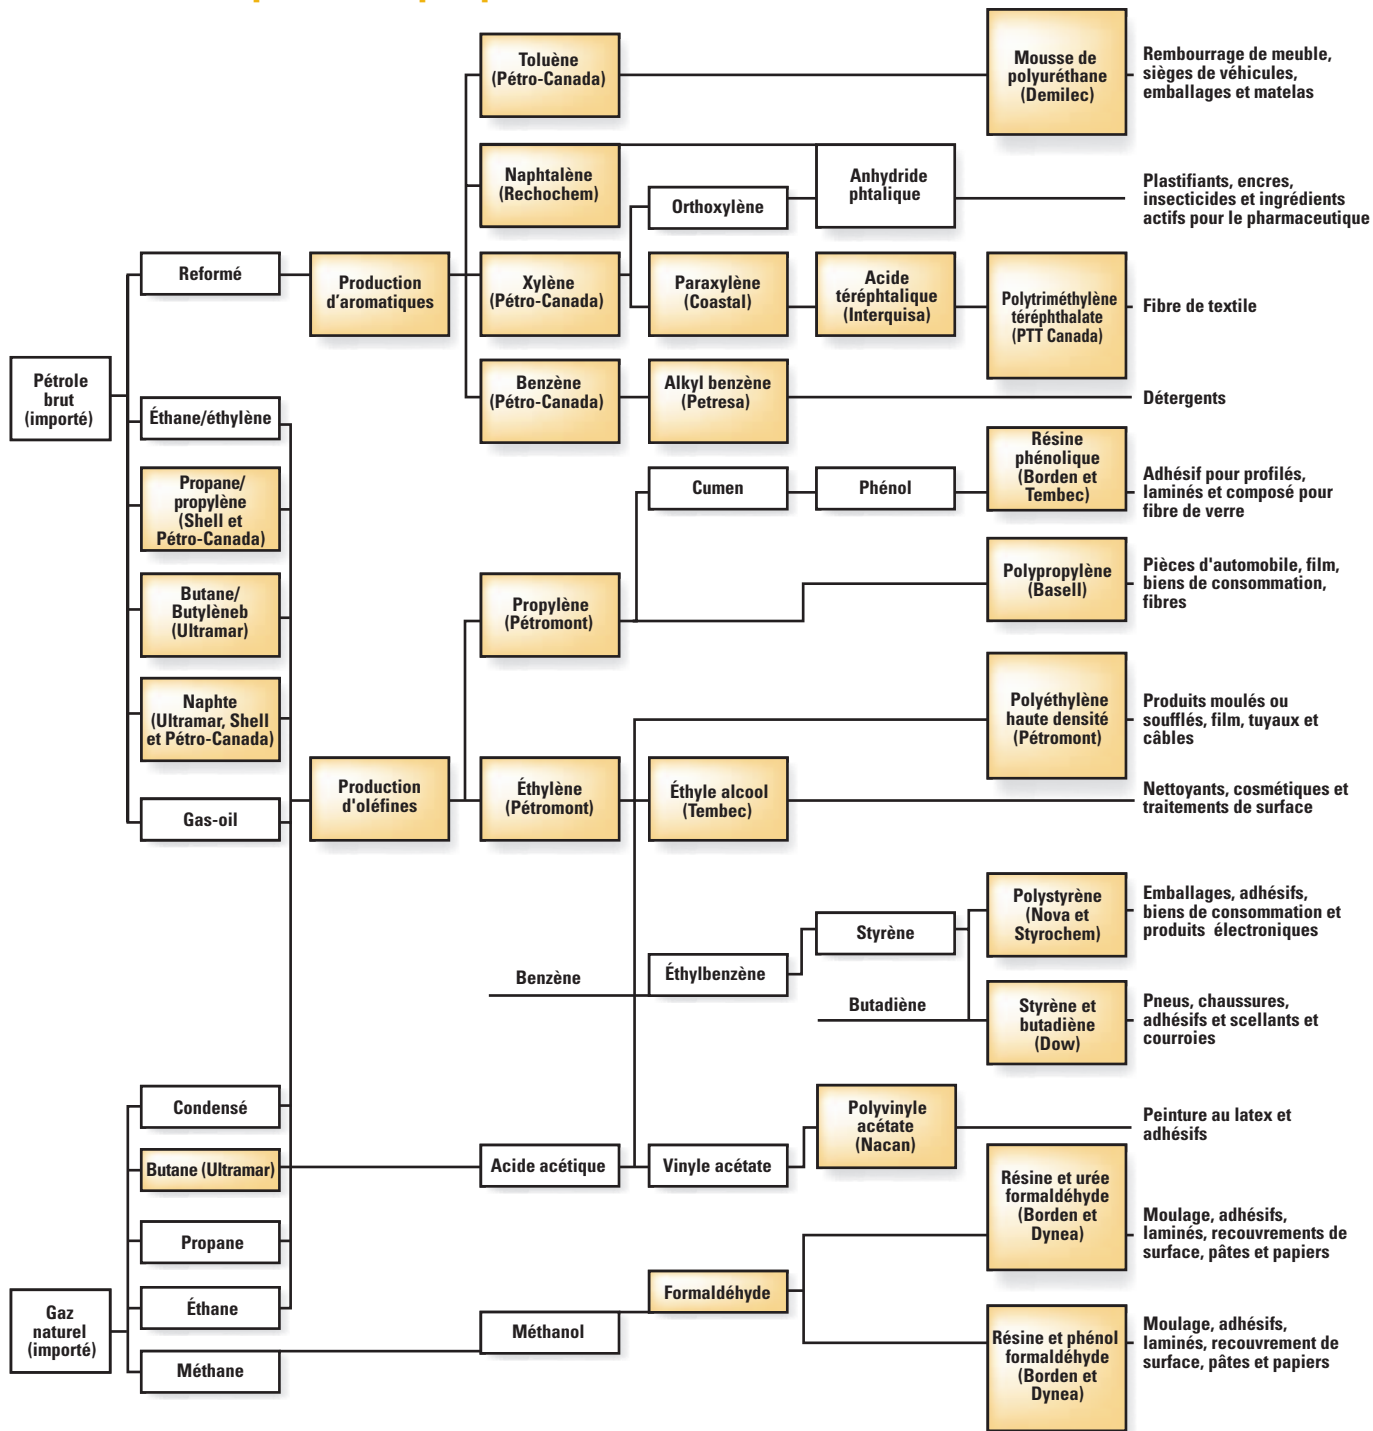 Toluène
(Pétro-Canada)
Mousse de
polyuréthane
(Demilec)
Rembourrage de meuble,
sièges de véhicules,
emballages et matelas
Naphtalène
(Rechochem)
Anhydride
phtalique
Orthoxylène
Plastifiants, encres,
insecticides et ingrédients
actifs pour le pharmaceutique
Reformé
Production
d'aromatiques
Xylène
(Pétro-Canada)
Paraxylène
(Coastal)
Acide
téréphtalique
(Interquisa)
Polytriméthylène
téréphthalate
(PTT Canada)
Fibre de textile
Pétrole
brut
(importé)
Benzène
(Pétro-Canada)
Alkyl benzène
(Petresa)
Détergents
Éthane/éthylène
Propane/
propylène
(Shell et
Pétro-Canada)
Cumen
Phénol
Résine
phénolique
(Borden et
Tembec)
Adhésif pour profilés,
laminés et composé pour
fibre de verre
Butane/
Butylèneb
(Ultramar)
Propylène
(Pétromont)
Polypropylène
(Basell)
Pièces d'automobile, film,
biens de consommation,
fibres
Naphte
(Ultramar, Shell
et Pétro-Canada)
Polyéthylène
haute densité
(Pétromont)
Produits moulés ou
soufflés, film, tuyaux et
câbles
Gas-oil
Production
d'oléfines
Éthylène
(Pétromont)
Éthyle alcool
(Tembec)
Nettoyants, cosmétiques et
traitements de surface
Benzène
Éthylbenzène
Styrène
Polystyrène
(Nova et
Styrochem)
Emballages, adhésifs,
biens de consommation et
produits électroniques
Butadiène
Styrène et
butadiène
(Dow)
Pneus, chaussures,
adhésifs et scellants et
courroies
Condensé
Butane (Ultramar)
Acide acétique
Vinyle acétate
Polyvinyle
acétate
(Nacan)
Peinture au latex et
adhésifs
Propane
Résine et urée
formaldéhyde
(Borden et
Dynea)
Moulage, adhésifs,
laminés, recouvrements de
surface, pâtes et papiers
Éthane
Gaz
naturel
(importé)
Méthane
Méthanol
Formaldéhyde
Résine et phénol
formaldéhyde
(Borden et
Dynea)
Moulage, adhésifs,
laminés, recouvrement de
surface, pâtes et papiers